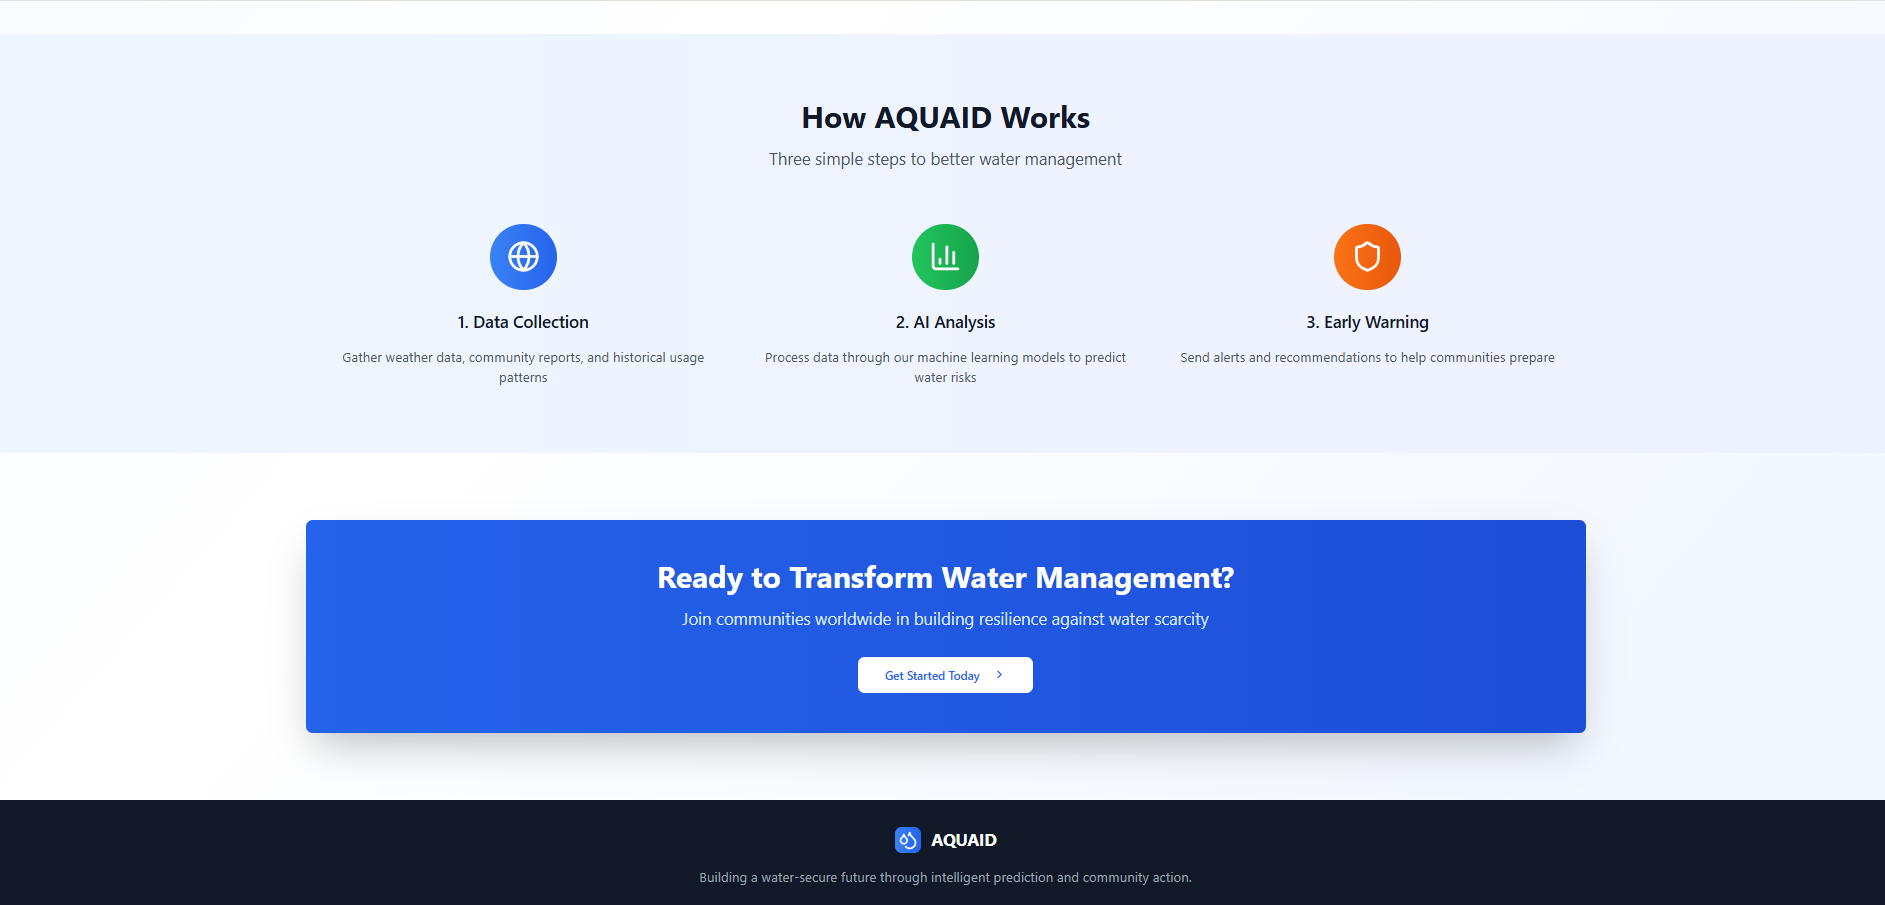 How AQUAID Works
Three simple steps to better water management
1. Data Collection
Gather weather data, community reports, and historical usage
patterns
2. AI Analysis
Process data through our machine learning models to predict
water risks
3. Early Warning
Send alerts and recommendations to help communities prepare
Ready to Transform Water Management?
Join communities worldwide in building resilience against water scarcity
Get Started Today
AQUAID
Building a water-secure future through intelligent prediction and community action.